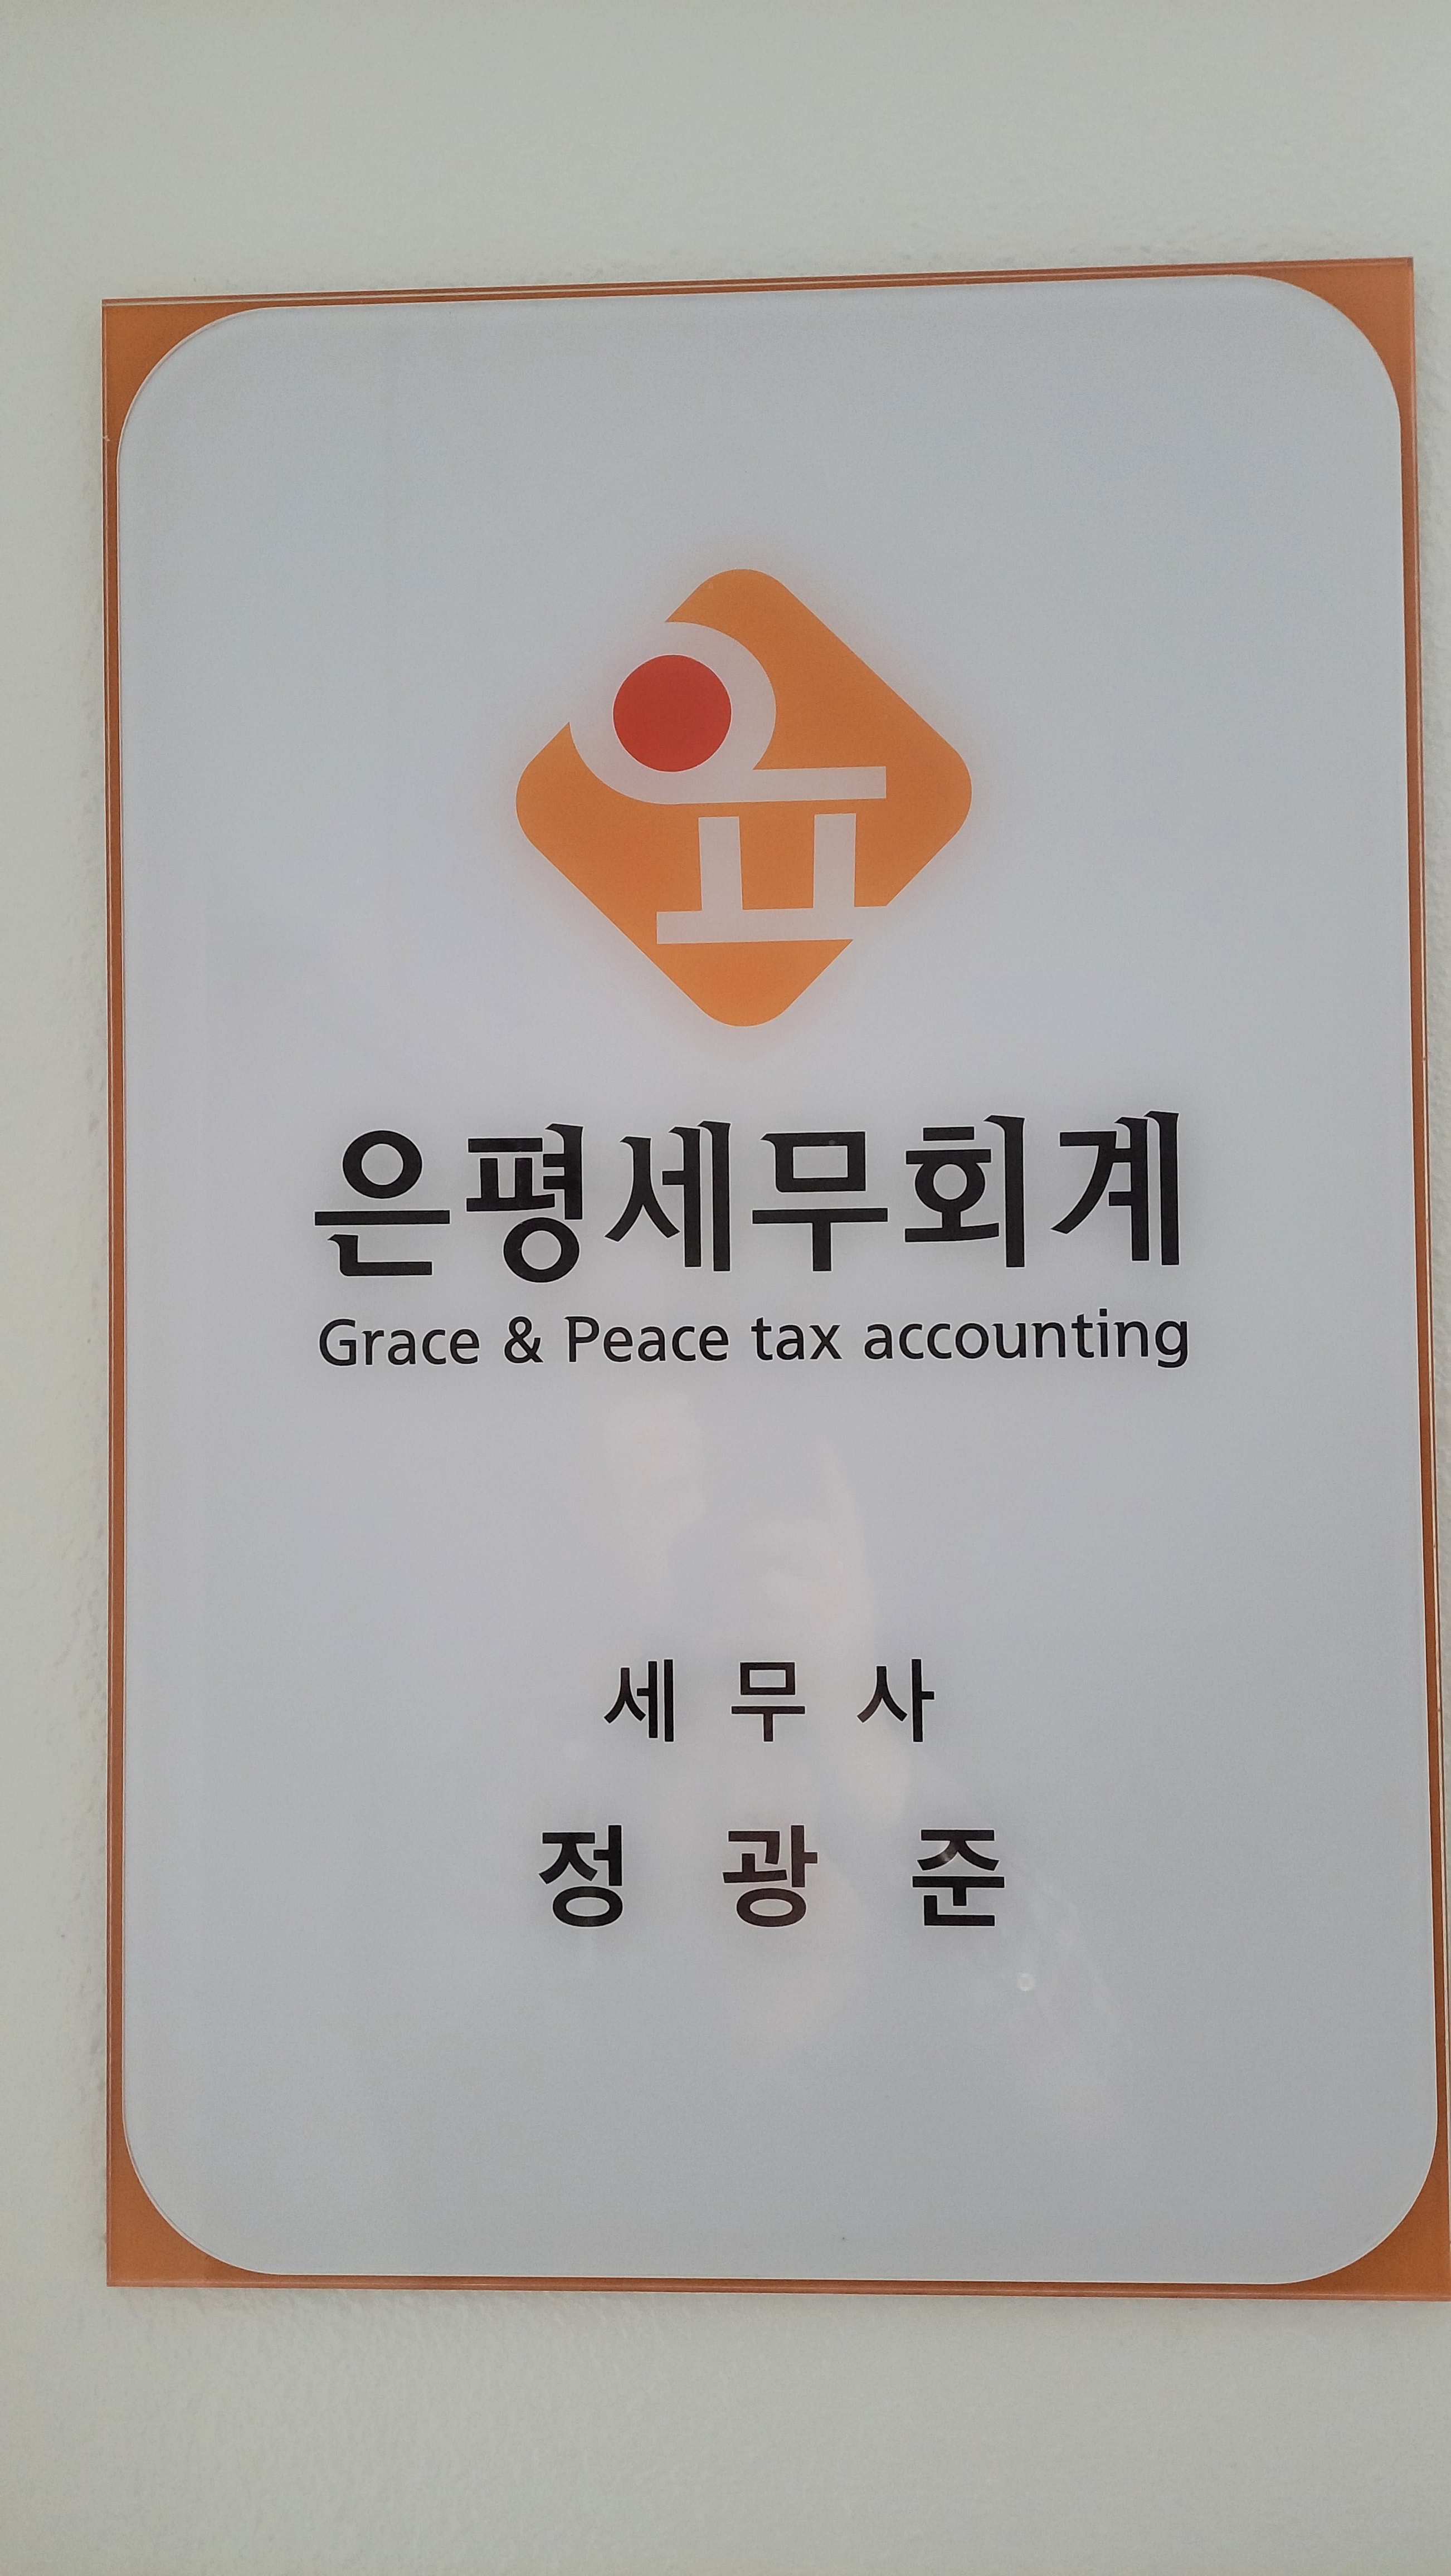 은평세무회계
Grace & Peace tax accounting
세 무 사
정 광 준